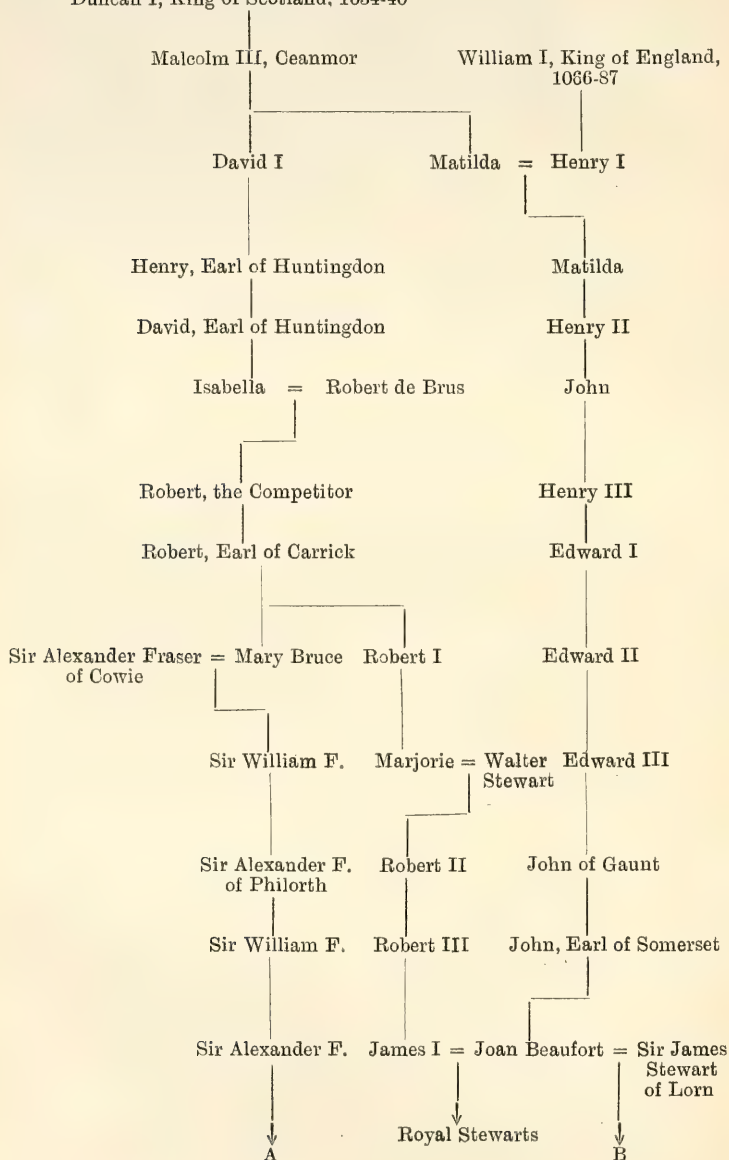 Duncan I, King of Scotland, 1034-40
Malcolm III, Ceanmor
William I, King of England,
1066-87
David I
Matilda = Henry I
Henry, Earl of Huntingdon
Matilda
David, Earl of Huntingdon
Henry II
Isabella = Robert de Brus
John
Robert, the Competitor
Henry III
Robert, Earl of Carrick
Edward I
Sir Alexander Fraser = Mary Bruce
of Cowie
Robert I
Edward II
Sir William F.
Marjorie = Walter
Stewart
Edward III
Sir Alexander F.
of Philorth
Robert II
John of Gaunt
Sir William F.
Robert III
John, Earl of Somerset
Sir Alexander F.
James I = Joan Beaufort = Sir James
Stewart
of Lorn
A
Royal Stewarts
B